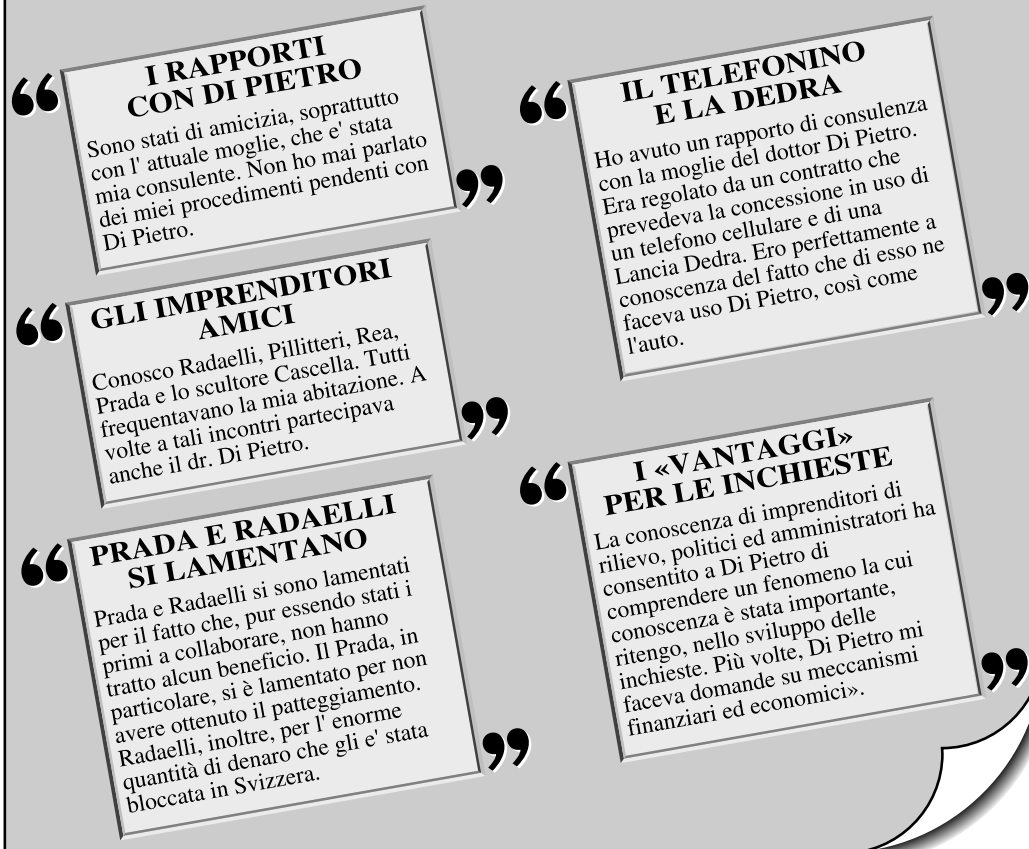 I RAPPORTI
CON DI PIETRO
Sono stati di amicizia, soprattutto
con l' attuale moglie, che e' stata
mia consulente. Non ho mai parlato
dei miei procedimenti pendenti con
Di Pietro.
GLI IMPRENDITORI
AMICI
Conosco Radaelli, Pillitteri, Rea,
Prada e lo scultore Cascella. Tutti
frequentavano la mia abitazione. A
volte a tali incontri partecipava
anche il dr. Di Pietro.
PRADA E RADAELLI
SI LAMENTANO
Prada e Radaelli si sono lamentati
per il fatto che, pur essendo stati i
primi a collaborare, non hanno
tratto alcun beneficio. Il Prada, in
particolare, si è lamentato per non
avere ottenuto il patteggiamento.
Radaelli, inoltre, per l' enorme
quantità di denaro che gli e' stata
bloccata in Svizzera.
IL TELEFONINO
E LA DEDRA
Ho avuto un rapporto di consulenza
con la moglie del dottor Di Pietro.
Era regolato da un contratto che
prevedeva la concessione in uso di
un telefono cellulare e di una
Lancia Dedra. Ero perfettamente a
conoscenza del fatto che di esso ne
faceva uso Di Pietro, così come
l'auto.
I «VANTAGGI»
PER LE INCHIESTE
La conoscenza di imprenditori di
rilievo, politici ed amministratori ha
consentito a Di Pietro di
comprendere un fenomeno la cui
conoscenza è stata importante,
ritengo, nello sviluppo delle
inchieste. Più volte, Di Pietro mi
faceva domande su meccanismi
finanziari ed economici».